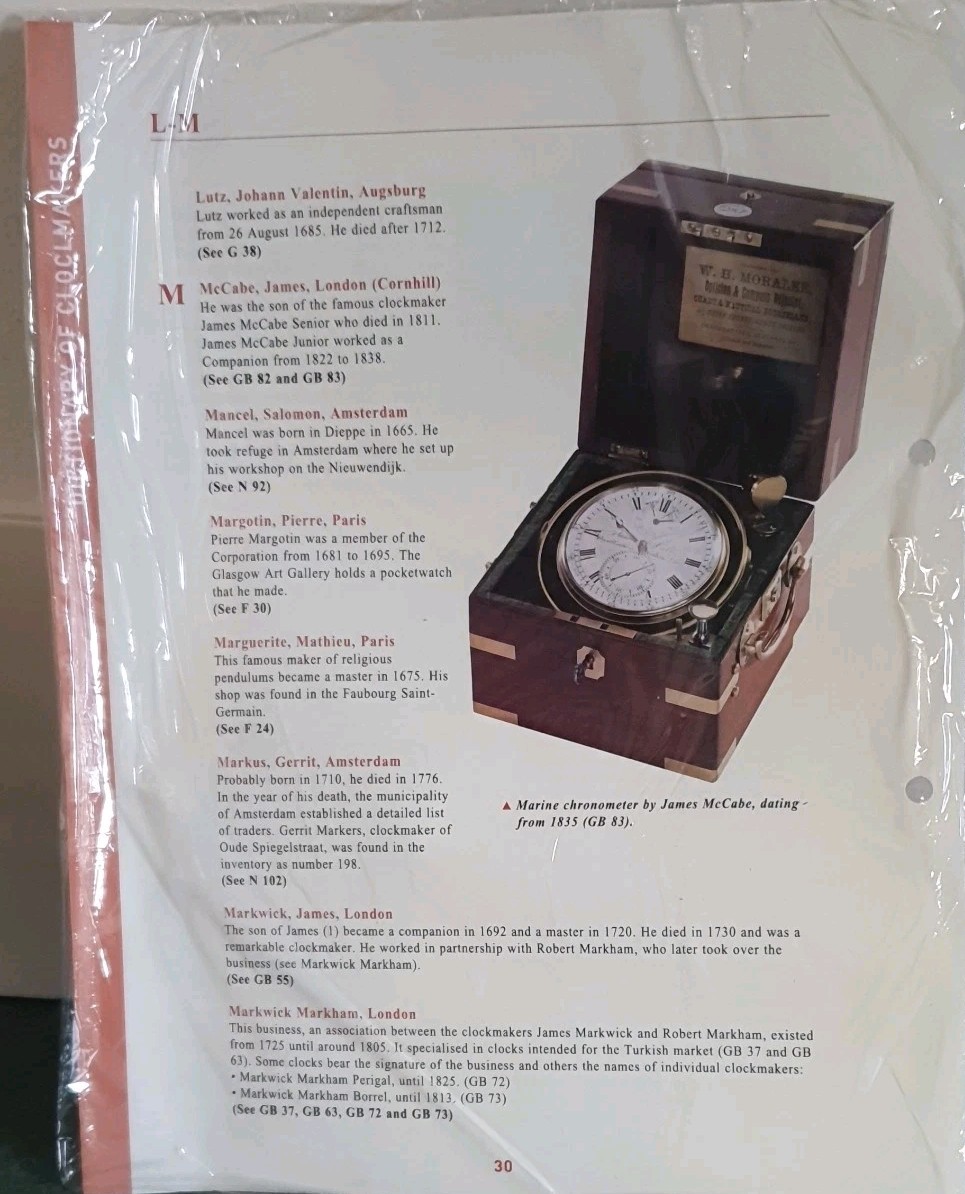 L-M
DICTIONARY OF CLOCLMAKERS
Lutz, Johann Valentin, Augsburg
Lutz worked as an independent craftsman
from 26 August 1685. He died after 1712.
(See G 38)
M
McCabe, James, London (Cornhill)
He was the son of the famous clockmaker
James McCabe Senior who died in 1811.
James McCabe Junior worked as a
Companion from 1822 to 1838.
(See GB 82 and GB 83)
Mancel, Salomon, Amsterdam
Mancel was born in Dieppe in 1665. He
took refuge in Amsterdam where he set up
his workshop on the Nieuwendijk.
(See N 92)
Margotin, Pierre, Paris
Pierre Margotin was a member of the
Corporation from 1681 to 1695. The
Glasgow Art Gallery holds a pocketwatch
that he made.
(See F 30)
Marguerite, Mathieu, Paris
This famous maker of religious
pendulums became a master in 1675. His
shop was found in the Faubourg Saint-
Germain.
(See F 24)
Markus, Gerrit, Amsterdam
Probably born in 1710, he died in 1776.
In the year of his death, the municipality
of Amsterdam established a detailed list
of traders. Gerrit Markers, clockmaker of
Oude Spiegelstraat, was found in the
inventory as number 198.
(See N 102)
W. B. MORALEE
▲ Marine chronometer by James McCabe, dating
from 1835 (GB 83).
Markwick, James, London
The son of James (1) became a companion in 1692 and a master in 1720. He died in 1730 and was a
remarkable clockmaker. He worked in partnership with Robert Markham, who later took over the
business (see Markwick Markham).
(See GB 55)
Markwick Markham, London
This business, an association between the clockmakers James Markwick and Robert Markham, existed
from 1725 until around 1805. It specialised in clocks intended for the Turkish market (GB 37 and GB
63). Some clocks bear the signature of the business and others the names of individual clockmakers:
• Markwick Markham Perigal, until 1825. (GB 72)
• Markwick Markham Borrel, until 1813. (GB 73)
(See GB 37, GB 63, GB 72 and GB 73)
30